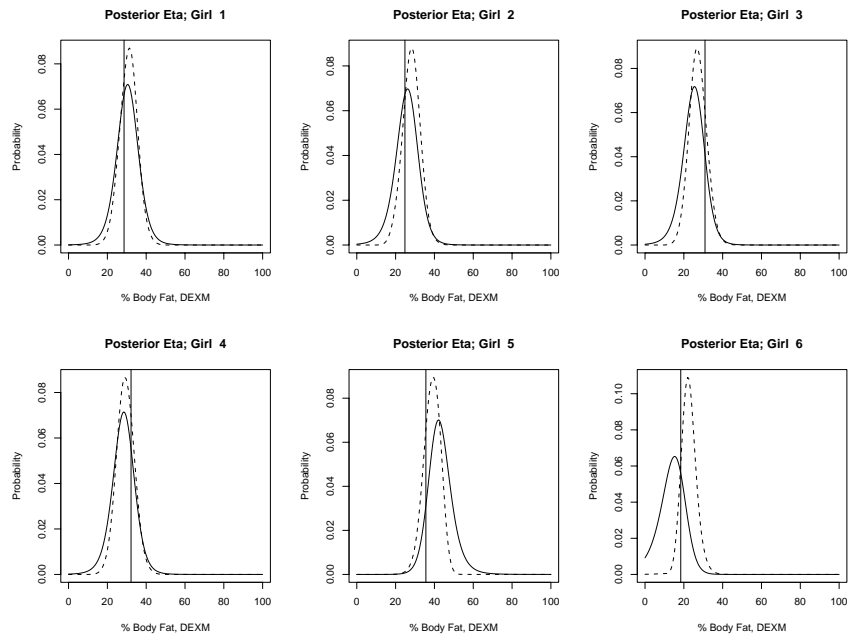 Posterior Eta; Girl 1
Probability
0.00 0.02 0.04 0.06 0.08
0 20 40 60 80 100
% Body Fat, DEXM
Posterior Eta; Girl 2
Probability
0.00 0.02 0.04 0.06 0.08
0 20 40 60 80 100
% Body Fat, DEXM
Posterior Eta; Girl 3
Probability
0.00 0.02 0.04 0.06 0.08
0 20 40 60 80 100
% Body Fat, DEXM
Posterior Eta; Girl 4
Probability
0.00 0.02 0.04 0.06 0.08
0 20 40 60 80 100
% Body Fat, DEXM
Posterior Eta; Girl 5
Probability
0.00 0.02 0.04 0.06 0.08
0 20 40 60 80 100
% Body Fat, DEXM
Posterior Eta; Girl 6
Probability
0.00 0.02 0.04 0.06 0.08 0.10
0 20 40 60 80 100
% Body Fat, DEXM